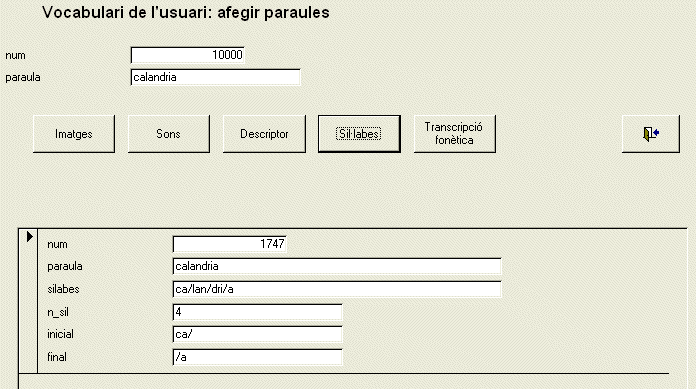 Vocabulari de l'usuari: afegir paraules
num 10000
paraula calandria
Imatges Sons Descriptor Síl·labes Transcripció fonètica
num 1747
paraula calandria
silabes ca/lan/dri/a
n_sil 4
inicial ca/
final /a